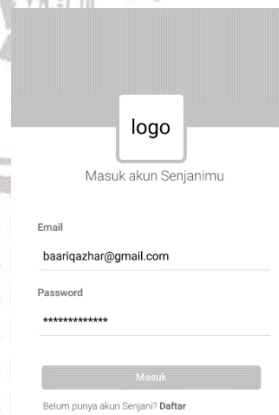 logo
Masuk akun Senjanimu
Email
baariqazhar@gmail.com
Password
*************
Masuk
Belum punya akun Senjani? Daftar